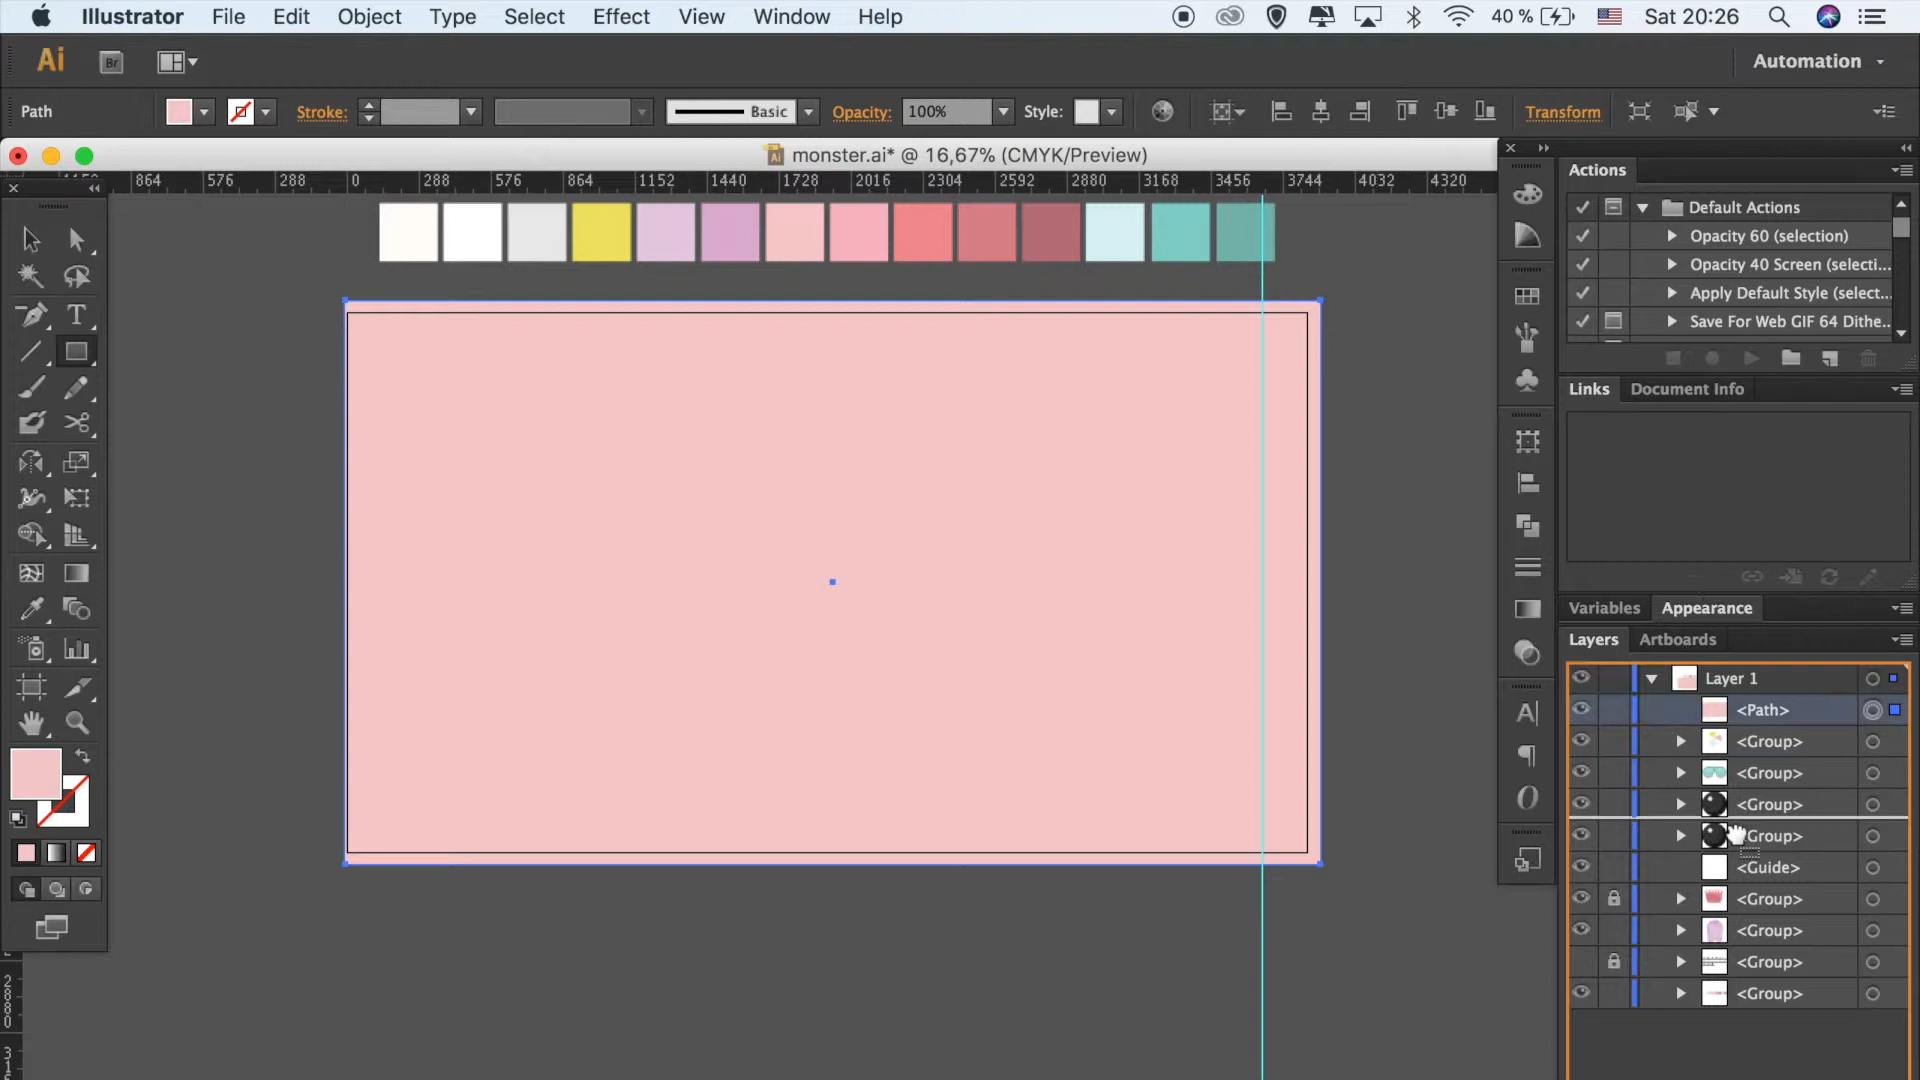 Illustrator File Edit Object Type Select Effect View Window Help 40 % Sat 20:26
Ai Br Automation
Path Stroke: Basic Opacity: 100% Style: Transform
Ai monster.ai* @ 16,67% (CMYK/Preview)
864 576 288 0 288 576 864 1152 1440 1728 2016 2304 2592 2880 3168 3456 3744 4032 4320
Actions
Default Actions
Opacity 60 (selection)
Opacity 40 Screen (selecti...
Apply Default Style (select...
Save For Web GIF 64 Dithe...
Links Document Info
Variables Appearance
Layers Artboards
Layer 1
<Path>
<Group>
<Group>
<Group>
<Group>
<Guide>
<Group>
<Group>
<Group>
<Group>
2880